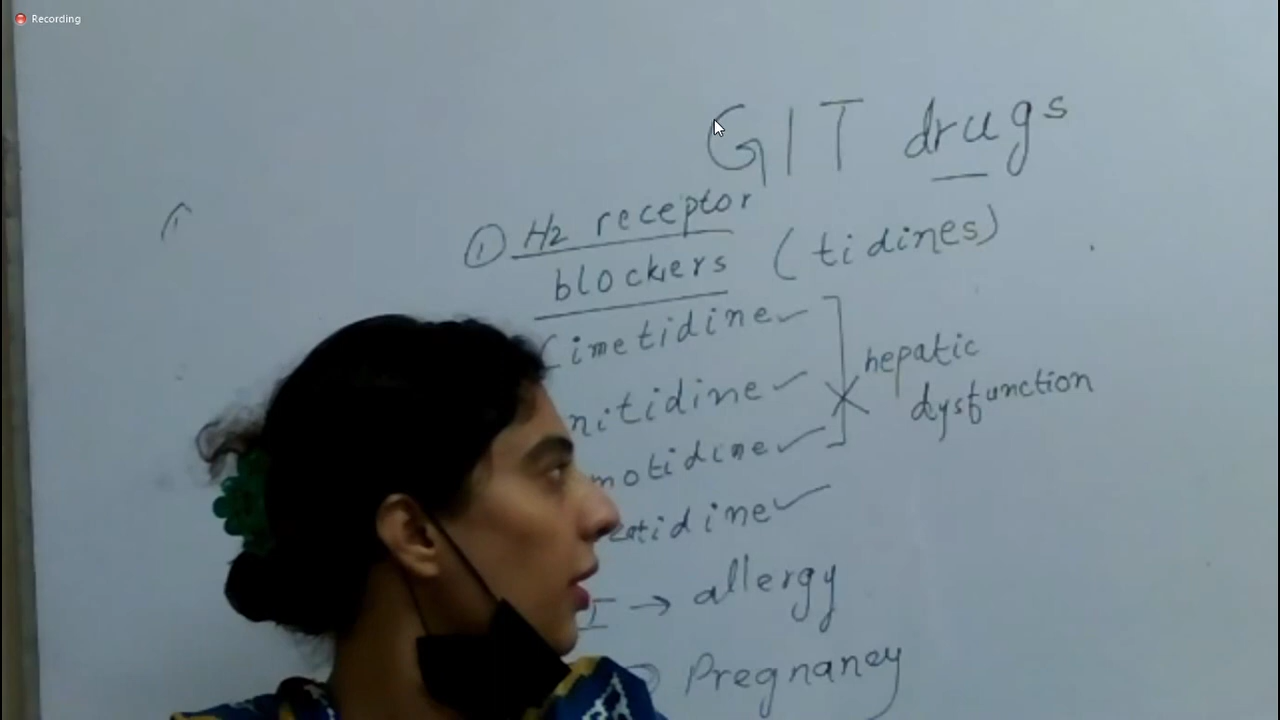 Recording
GIT drugs
① H2 receptor
blockers (tidines)
Cimetidine ✓
nitidine ✓
hepatic
dysfunction
motidine ✓
tidine ✓
I → allergy
Pregnancy